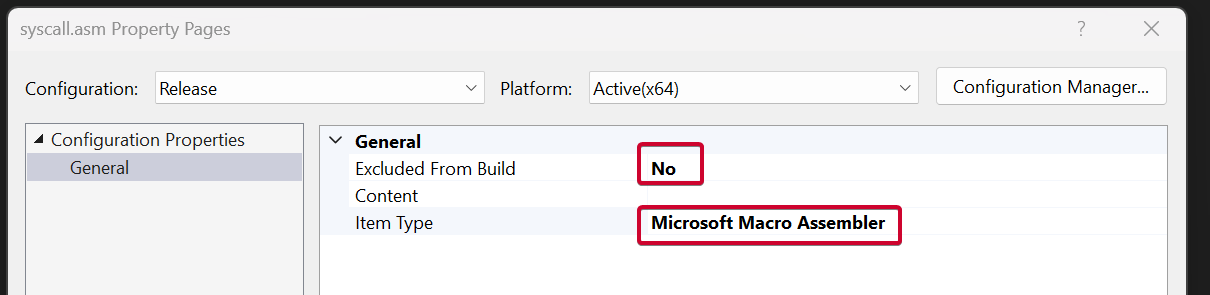 syscall.asm Property Pages
Configuration: Release Platform: Active(x64) Configuration Manager...
Configuration Properties
General
General
Excluded From Build No
Content
Item Type Microsoft Macro Assembler